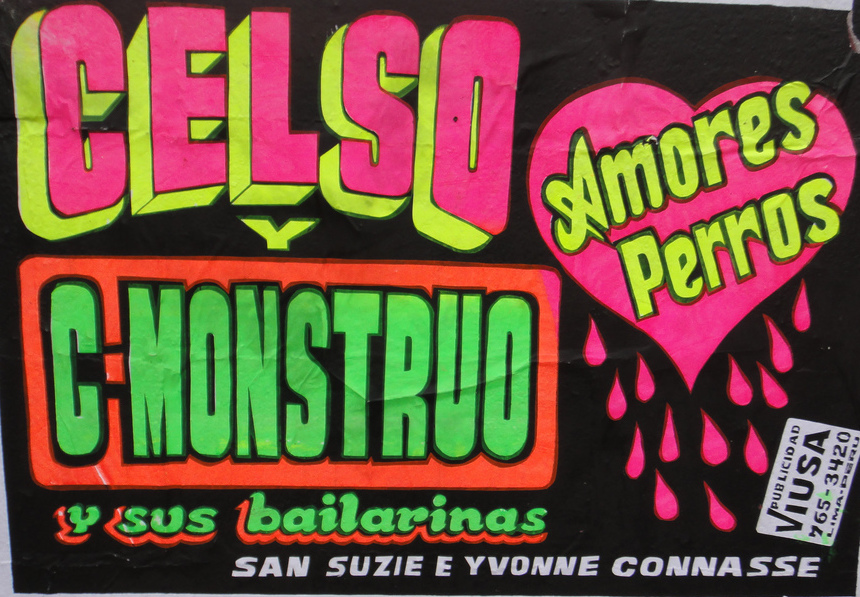 CELSO
Y
C-MONSTRUO
y sus bailarinas
SAN SUZIE E YVONNE CONNASSE
Amores
Perros
PUBLICIDAD
VIUSA
765-3420
LIMA-PERU